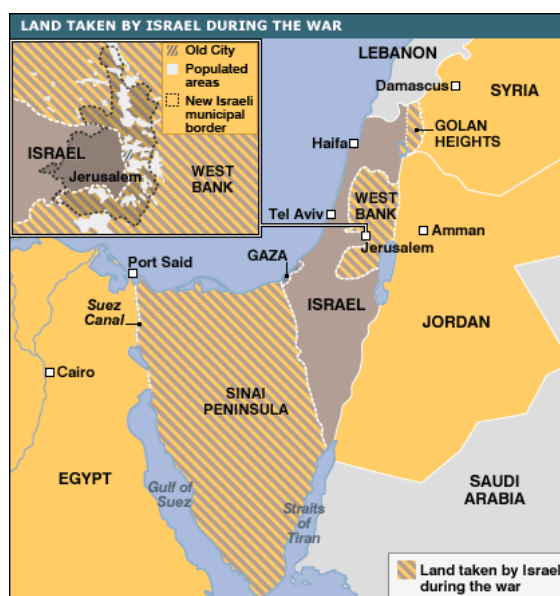 LAND TAKEN BY ISRAEL DURING THE WAR
Old City
Populated
areas
New Israeli
municipal
border
ISRAEL
Jerusalem
WEST
BANK
LEBANON
Damascus
SYRIA
GOLAN
HEIGHTS
Haifa
Tel Aviv
WEST
BANK
Jerusalem
Amman
Port Said
GAZA
Suez
Canal
ISRAEL
JORDAN
Cairo
SINAI
PENINSULA
EGYPT
Gulf of
Suez
Straits
of
Tiran
SAUDI
ARABIA
Land taken by Israel
during the war